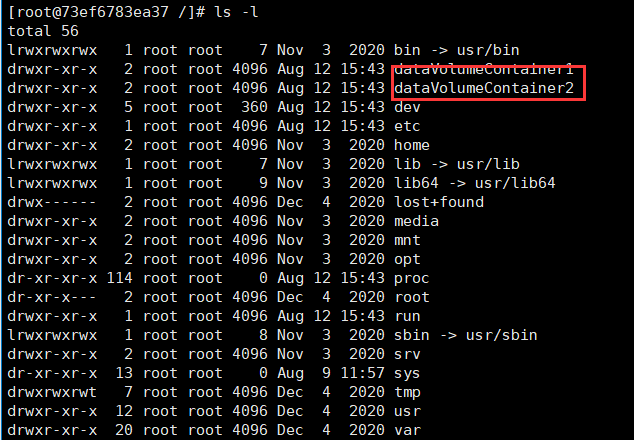 [root@73ef6783ea37 /]# ls -l
total 56
lrwxrwxrwx   1 root root    7 Nov  3  2020 bin -> usr/bin
drwxr-xr-x   2 root root 4096 Aug 12 15:43 dataVolumeContainer1
drwxr-xr-x   2 root root 4096 Aug 12 15:43 dataVolumeContainer2
drwxr-xr-x   5 root root  360 Aug 12 15:43 dev
drwxr-xr-x   1 root root 4096 Aug 12 15:43 etc
drwxr-xr-x   2 root root 4096 Nov  3  2020 home
lrwxrwxrwx   1 root root    7 Nov  3  2020 lib -> usr/lib
lrwxrwxrwx   1 root root    9 Nov  3  2020 lib64 -> usr/lib64
drwx------   2 root root 4096 Dec  4  2020 lost+found
drwxr-xr-x   2 root root 4096 Nov  3  2020 media
drwxr-xr-x   2 root root 4096 Nov  3  2020 mnt
drwxr-xr-x   2 root root 4096 Nov  3  2020 opt
dr-xr-xr-x 114 root root    0 Aug 12 15:43 proc
dr-xr-x---   2 root root 4096 Dec  4  2020 root
drwxr-xr-x   1 root root 4096 Aug 12 15:43 run
lrwxrwxrwx   1 root root    8 Nov  3  2020 sbin -> usr/sbin
drwxr-xr-x   2 root root 4096 Nov  3  2020 srv
dr-xr-xr-x  13 root root    0 Aug  9 11:57 sys
drwxrwxrwt   7 root root 4096 Dec  4  2020 tmp
drwxr-xr-x  12 root root 4096 Dec  4  2020 usr
drwxr-xr-x  20 root root 4096 Dec  4  2020 var